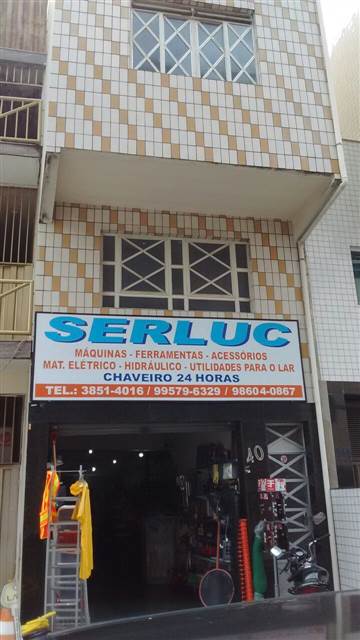 SERLUC
MÁQUINAS - FERRAMENTAS - ACESSÓRIOS
MAT. ELÉTRICO - HIDRÁULICO - UTILIDADES PARA O LAR
CHAVEIRO 24 HORAS
TEL.: 3851-4016 / 99579-6329 / 98604-0867
40